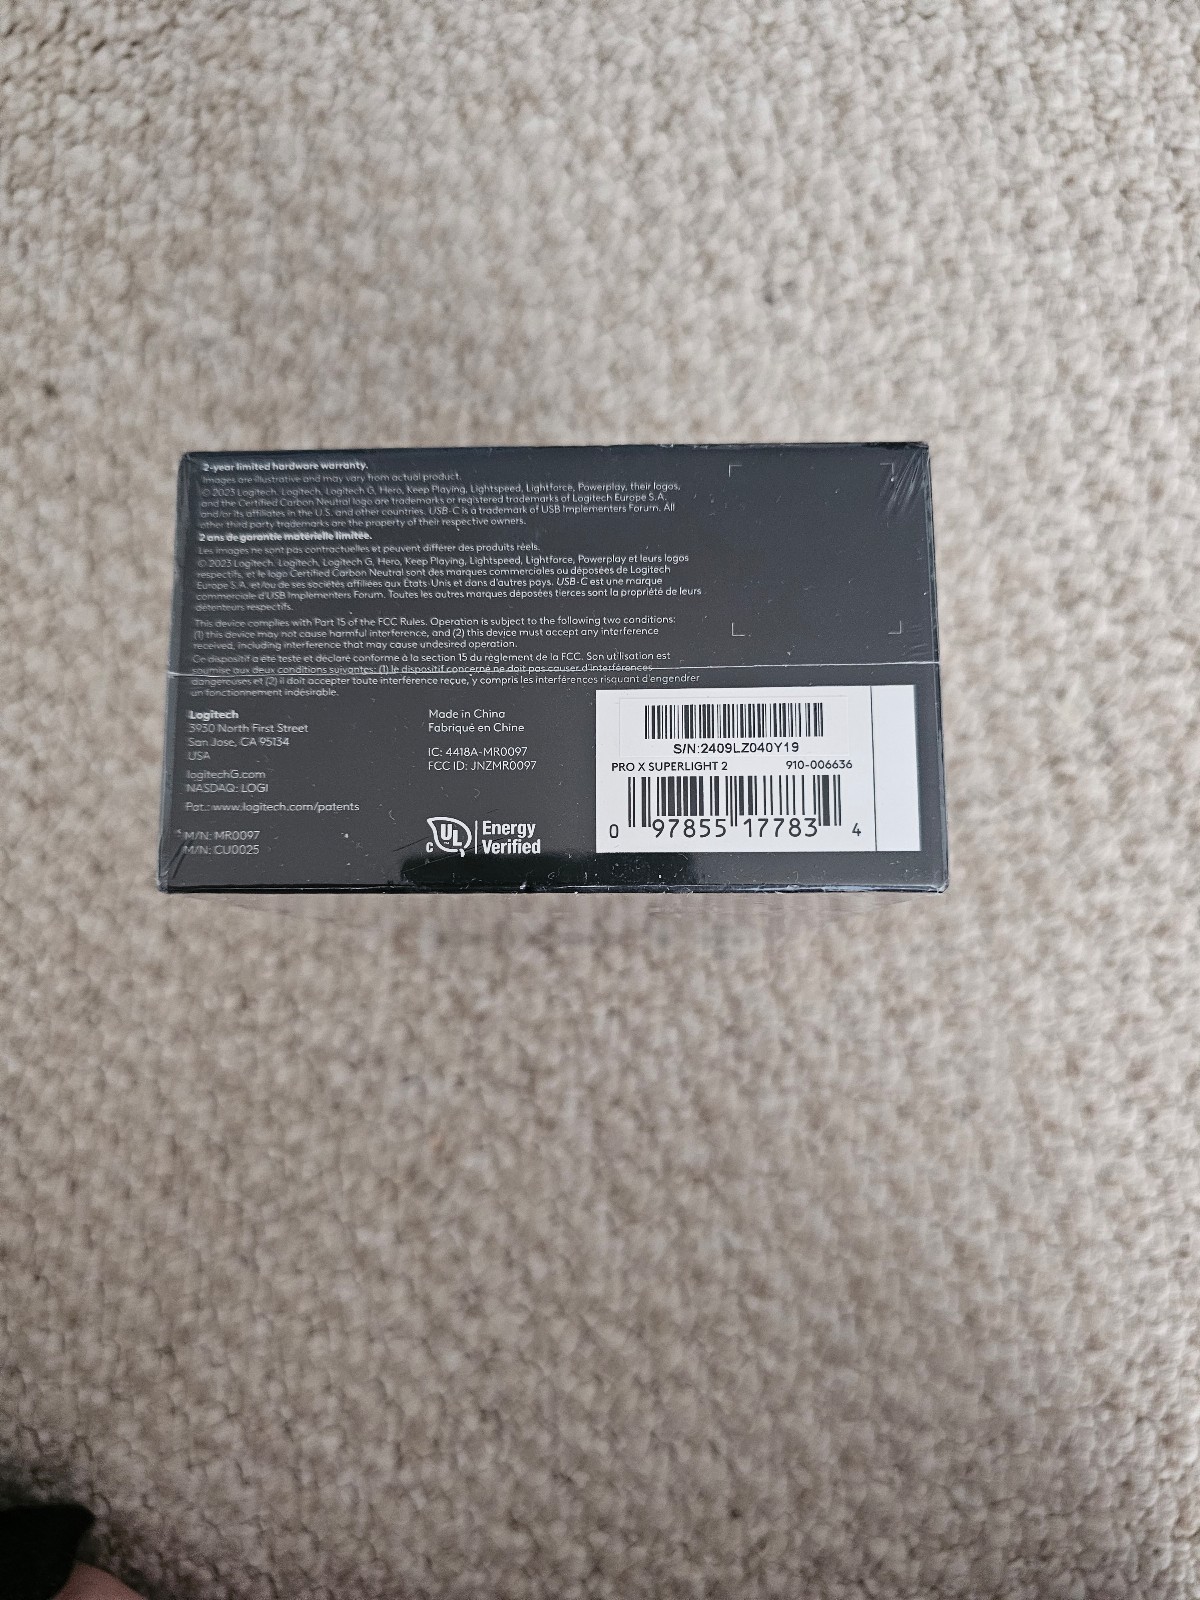 2-year limited hardware warranty.
Images are illustrative and may vary from actual product.
© 2023 Logitech. Logitech, Logitech G, Hero, Keep Playing, Lightspeed, Lightforce, Powerplay, their logos,
and the Certified Carbon Neutral logo are trademarks or registered trademarks of Logitech Europe S.A.
and/or its affiliates in the U.S. and other countries. USB-C is a trademark of USB Implementers Forum. All
other third party trademarks are the property of their respective owners.
2 ans de garantie matérielle limitée.
Les images ne sont pas contractuelles et peuvent différer des produits réels.
© 2023 Logitech. Logitech, Logitech G, Hero, Keep Playing, Lightspeed, Lightforce, Powerplay et leurs logos
respectifs, et le logo Certified Carbon Neutral sont des marques commerciales ou déposées de Logitech
Europe S.A. et/ou de ses sociétés affiliées aux États-Unis et dans d'autres pays. USB-C est une marque
commerciale d'USB Implementers Forum. Toutes les autres marques déposées tierces sont la propriété de leurs
détenteurs respectifs.
This device complies with Part 15 of the FCC Rules. Operation is subject to the following two conditions:
(1) this device may not cause harmful interference, and (2) this device must accept any interference
received, including interference that may cause undesired operation.
Ce dispositif a été testé et déclaré conforme à la section 15 du règlement de la FCC. Son utilisation est
soumise aux deux conditions suivantes: (1) le dispositif concerné ne doit pas causer d'interférences
dangereuses et (2) il doit accepter toute interférence reçue, y compris les interférences risquant d'engendrer
un fonctionnement indésirable.
Logitech
3930 North First Street
San Jose, CA 95134
USA
logitechG.com
NASDAQ: LOGI
Pat.: www.logitech.com/patents
M/N: MR0097
M/N: CU0025
Made in China
Fabriqué en Chine
IC: 4418A-MR0097
FCC ID: JNZMR0097
c UL Energy
Verified
S/N:2409LZ040Y19
PRO X SUPERLIGHT 2 910-006636
0 97855 17783 4